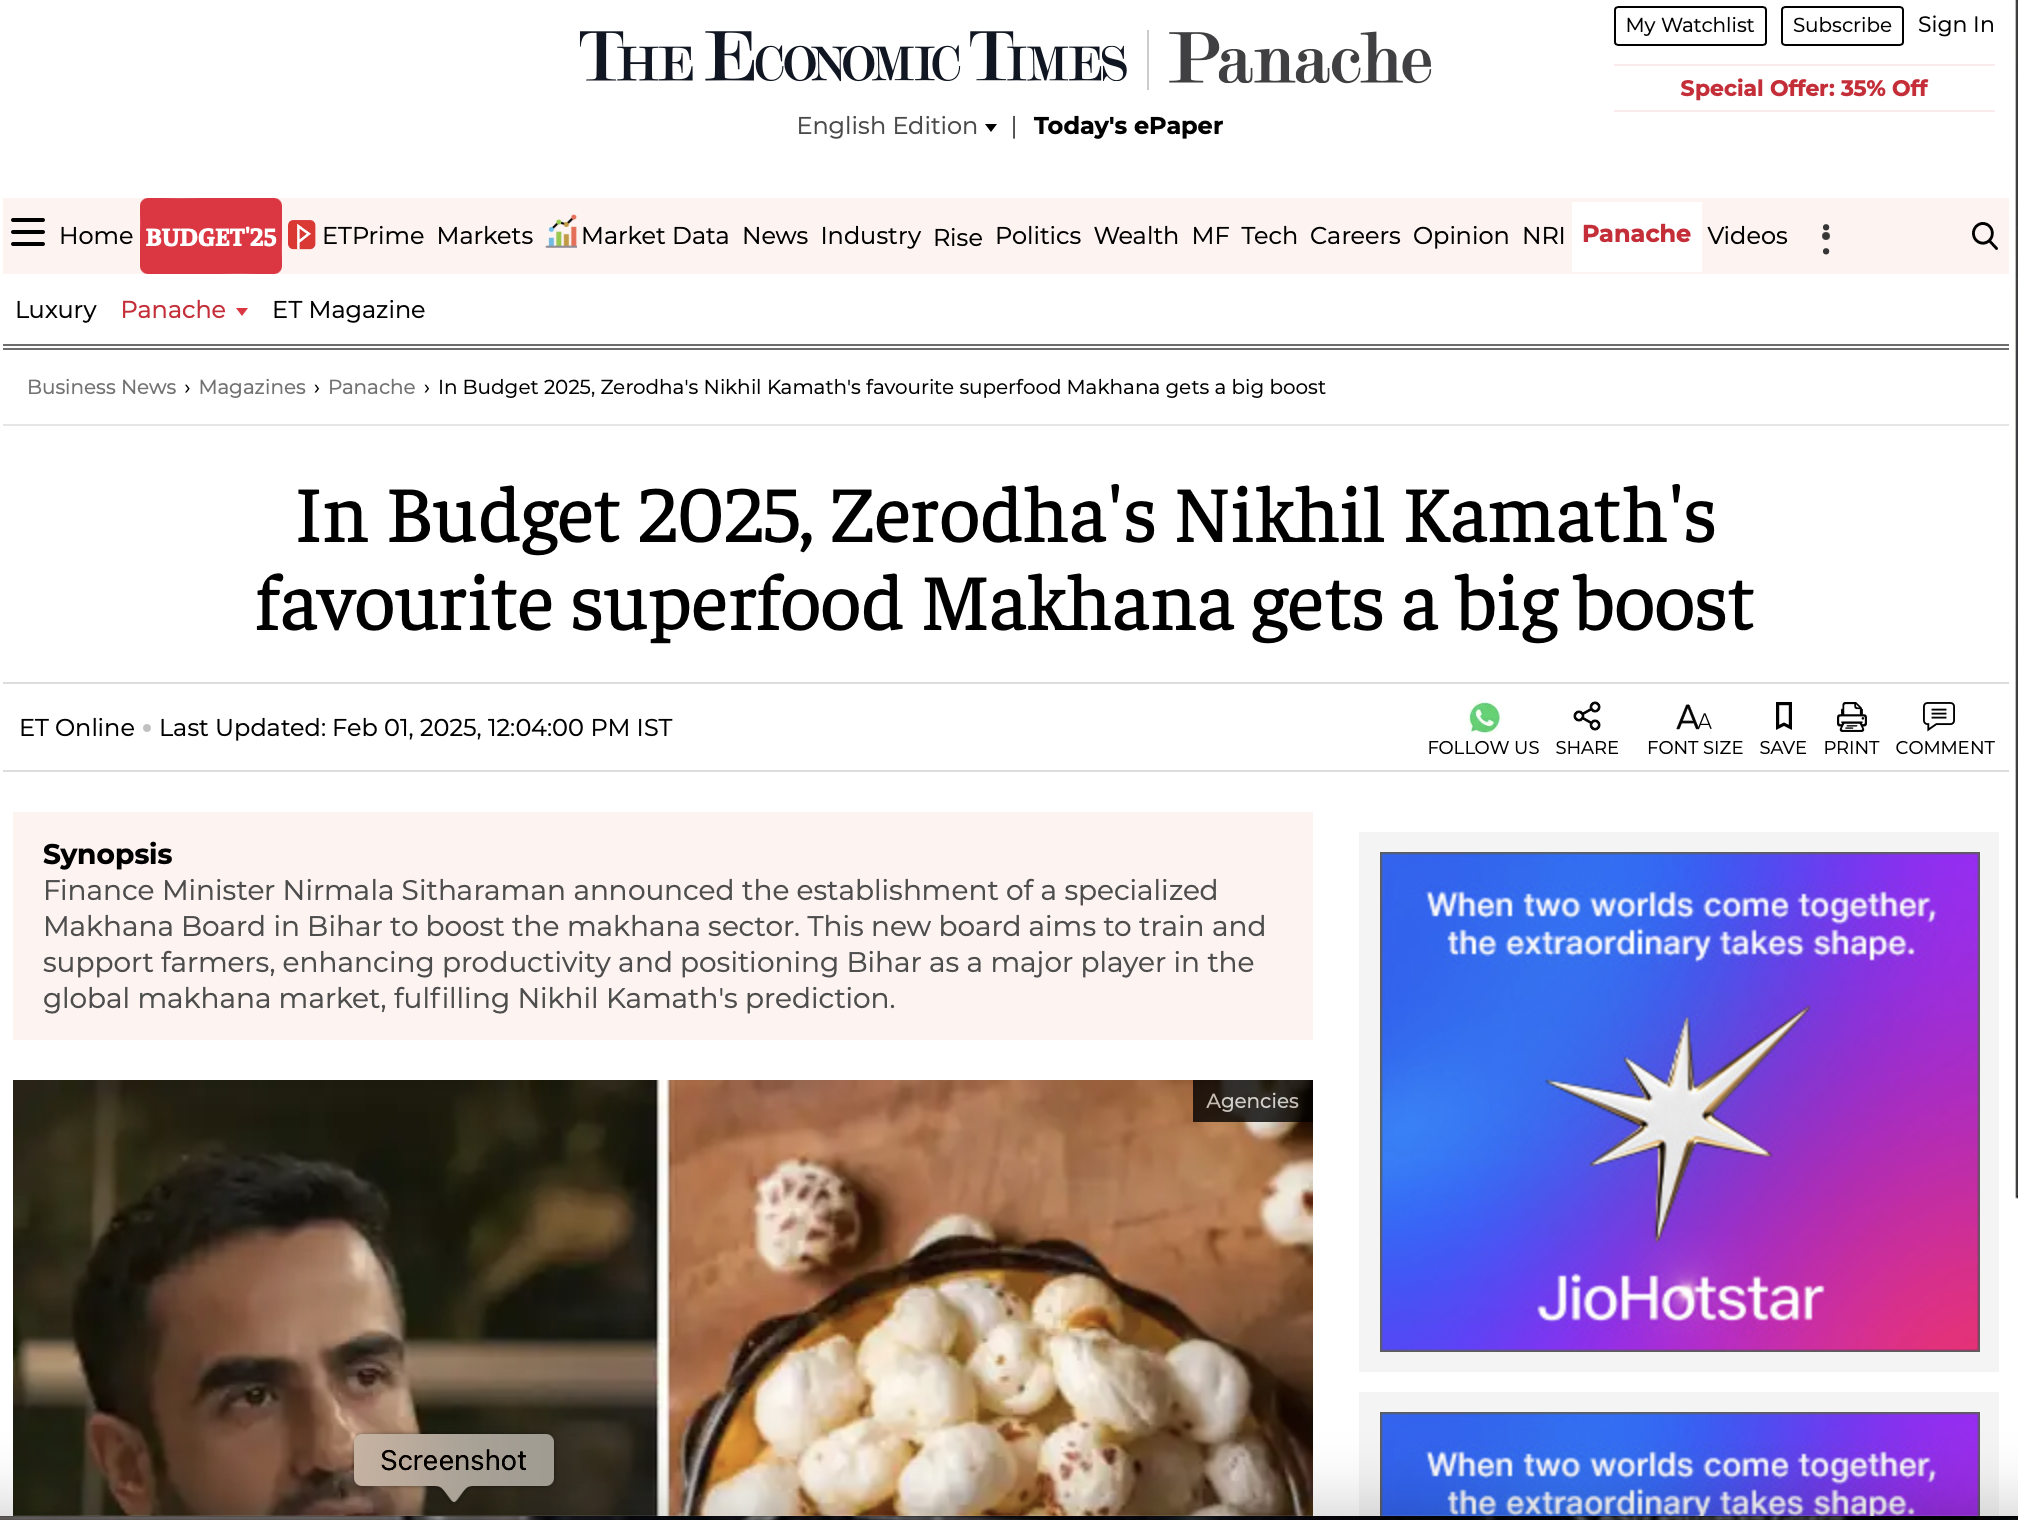 THE ECONOMIC TIMES | Panache
My Watchlist Subscribe Sign In
Special Offer: 35% Off
English Edition | Today's ePaper
Home BUDGET'25 ETPrime Markets Market Data News Industry Rise Politics Wealth MF Tech Careers Opinion NRI Panache Videos
Luxury Panache ET Magazine
Business News › Magazines › Panache › In Budget 2025, Zerodha's Nikhil Kamath's favourite superfood Makhana gets a big boost
In Budget 2025, Zerodha's Nikhil Kamath's
favourite superfood Makhana gets a big boost
ET Online • Last Updated: Feb 01, 2025, 12:04:00 PM IST
FOLLOW US SHARE FONT SIZE SAVE PRINT COMMENT
Synopsis
Finance Minister Nirmala Sitharaman announced the establishment of a specialized
Makhana Board in Bihar to boost the makhana sector. This new board aims to train and
support farmers, enhancing productivity and positioning Bihar as a major player in the
global makhana market, fulfilling Nikhil Kamath's prediction.
Agencies
Screenshot
When two worlds come together,
the extraordinary takes shape.
JioHotstar
When two worlds come together,
the extraordinary takes shape.